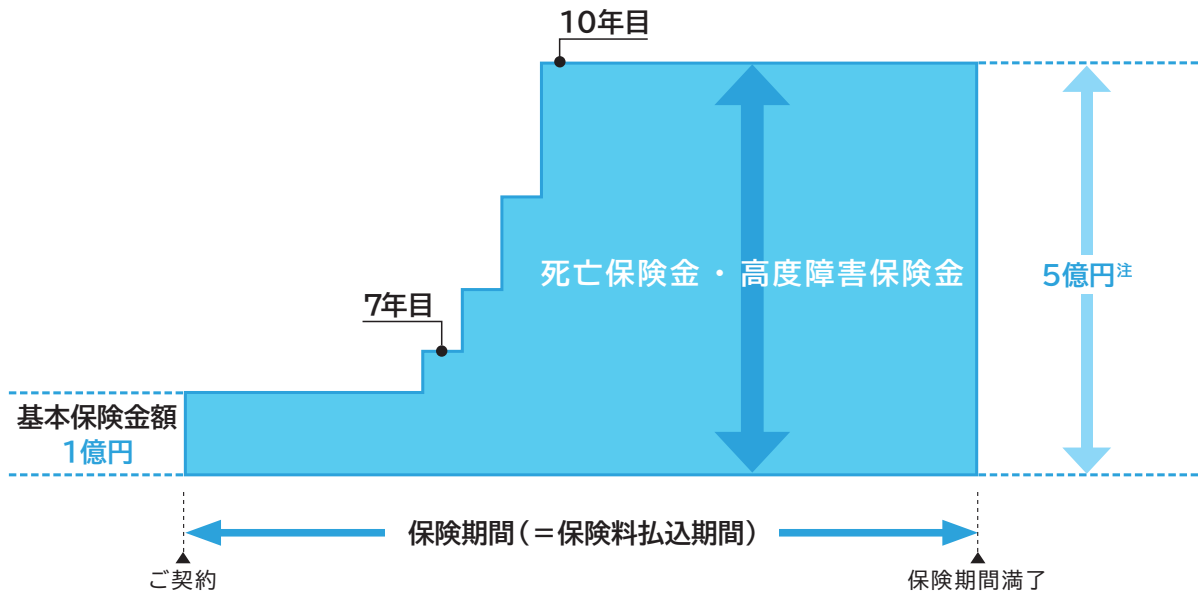 10年目
死亡保険金・高度障害保険金
5億円注
7年目
基本保険金額
1億円
保険期間(=保険料払込期間)
ご契約
保険期間満了